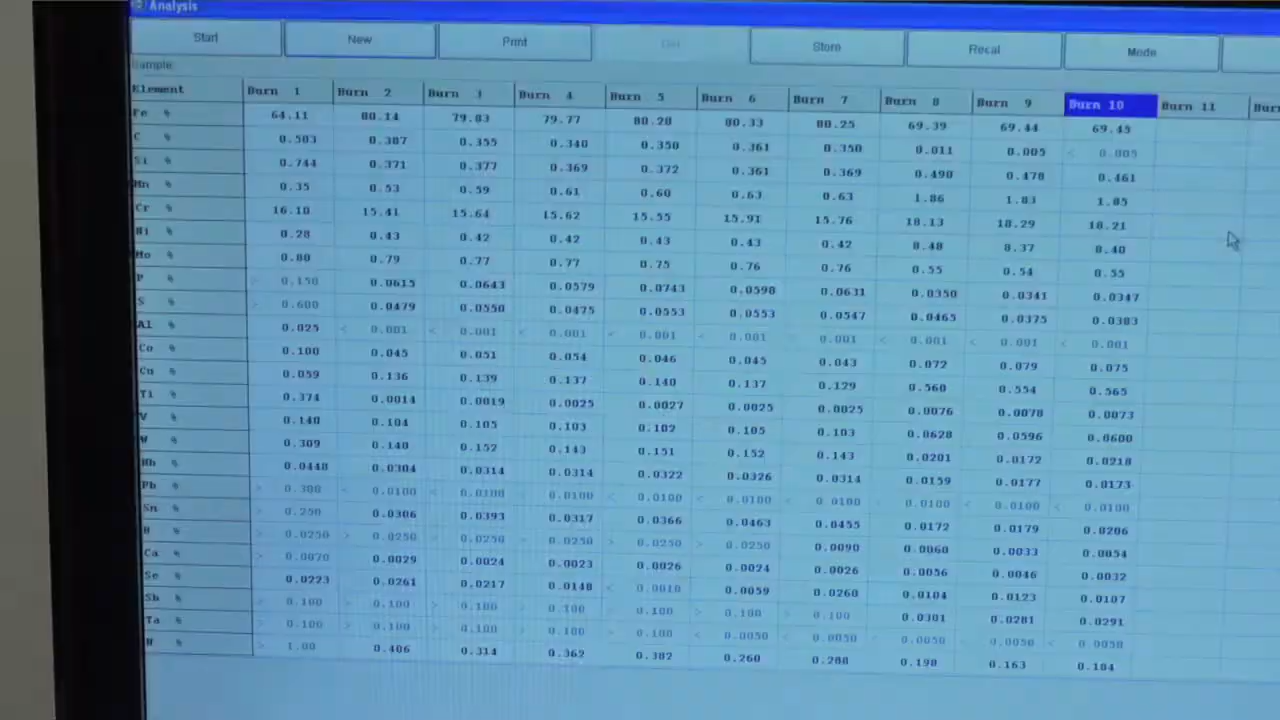 Analysis
Start New Print Store Recal Mode
Sample:
Element Burn 1 Burn 2 Burn 3 Burn 4 Burn 5 Burn 6 Burn 7 Burn 8 Burn 9 Burn 10 Burn 11
Fe % 64.11 80.14 79.83 79.77 80.20 80.33 80.25 69.39 69.44 69.45
C % 0.503 0.387 0.355 0.340 0.350 0.361 0.350 0.011 0.005 < 0.005
Si % 0.744 0.371 0.377 0.369 0.372 0.361 0.369 0.490 0.470 0.461
Mn % 0.35 0.53 0.59 0.61 0.60 0.63 0.63 1.86 1.83 1.85
Cr % 16.10 15.41 15.64 15.62 15.55 15.91 15.76 18.13 18.29 18.21
Ni % 0.28 0.43 0.42 0.42 0.43 0.43 0.42 8.48 8.37 8.40
Mo % 0.80 0.79 0.77 0.77 0.75 0.76 0.76 0.55 0.54 0.55
P % > 0.150 0.0615 0.0643 0.0579 0.0743 0.0598 0.0631 0.0350 0.0341 0.0347
S % > 0.600 0.0479 0.0550 0.0475 0.0553 0.0553 0.0547 0.0465 0.0375 0.0383
Al % 0.025 < 0.001 < 0.001 < 0.001 < 0.001 < 0.001 < 0.001 < 0.001 < 0.001 < 0.001
Co % 0.100 0.045 0.051 0.054 0.046 0.045 0.043 0.072 0.079 0.075
Cu % 0.059 0.136 0.139 0.137 0.140 0.137 0.129 0.560 0.554 0.565
Ti % 0.374 0.0014 0.0019 0.0025 0.0027 0.0025 0.0025 0.0076 0.0078 0.0073
V % 0.140 0.104 0.105 0.103 0.102 0.105 0.103 0.0628 0.0596 0.0600
W % 0.309 0.140 0.152 0.143 0.151 0.152 0.143 0.0201 0.0172 0.0218
Nb % 0.0448 0.0304 0.0314 0.0314 0.0322 0.0326 0.0314 0.0159 0.0177 0.0173
Pb % > 0.300 < 0.0100 < 0.0100 < 0.0100 < 0.0100 < 0.0100 < 0.0100 < 0.0100 < 0.0100 < 0.0100
Sn % > 0.250 0.0306 0.0393 0.0317 0.0366 0.0463 0.0455 0.0172 0.0179 0.0206
B % > 0.0250 > 0.0250 > 0.0250 > 0.0250 > 0.0250 > 0.0250 0.0090 0.0060 0.0033 0.0054
Ca % > 0.0070 0.0029 0.0024 0.0023 0.0026 0.0024 0.0026 0.0056 0.0046 0.0032
Se % 0.0223 0.0261 0.0217 0.0148 < 0.0010 0.0059 0.0260 0.0104 0.0123 0.0107
Sb % > 0.100 > 0.100 > 0.100 > 0.100 > 0.100 > 0.100 > 0.100 0.0301 0.0281 0.0291
Ta % > 0.100 > 0.100 > 0.100 > 0.100 > 0.100 < 0.0050 < 0.0050 < 0.0050 < 0.0050 < 0.0050
N % > 1.00 0.406 0.314 0.362 0.382 0.260 0.208 0.190 0.163 0.184